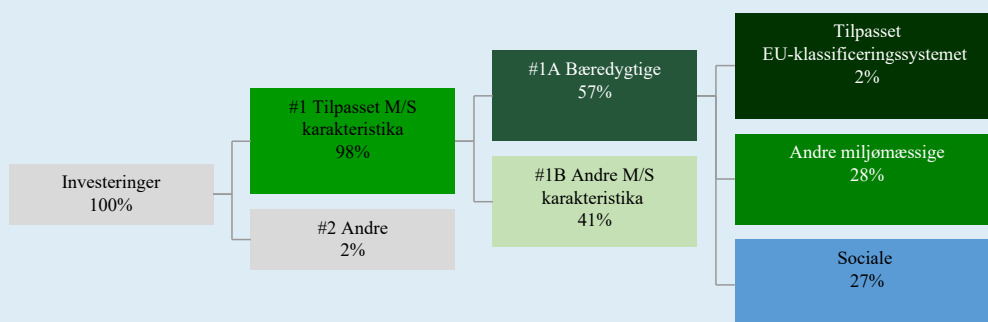 Investeringer
100%
#1 Tilpasset M/S
karakteristika
98%
#2 Andre
2%
#1A Bæredygtige
57%
#1B Andre M/S
karakteristika
41%
Tilpasset
EU-klassificeringssystemet
2%
Andre miljømæssige
28%
Sociale
27%